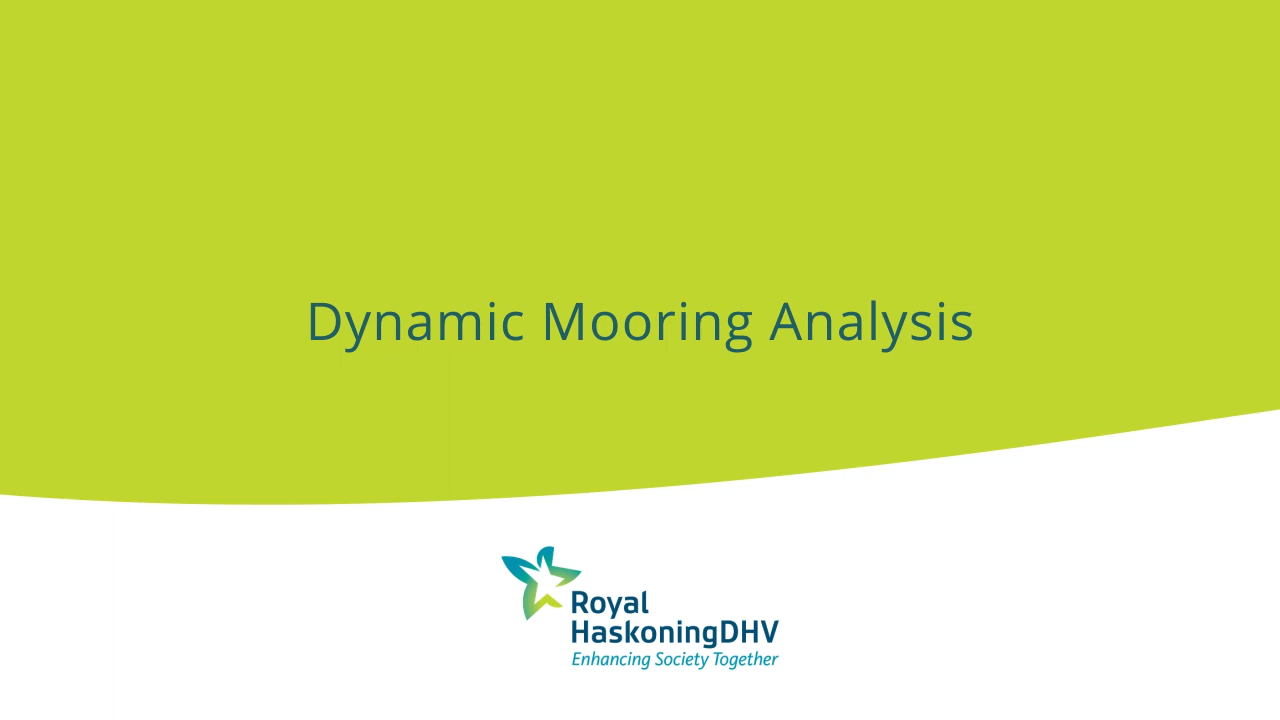 Dynamic Mooring Analysis
Royal
HaskoningDHV
Enhancing Society Together